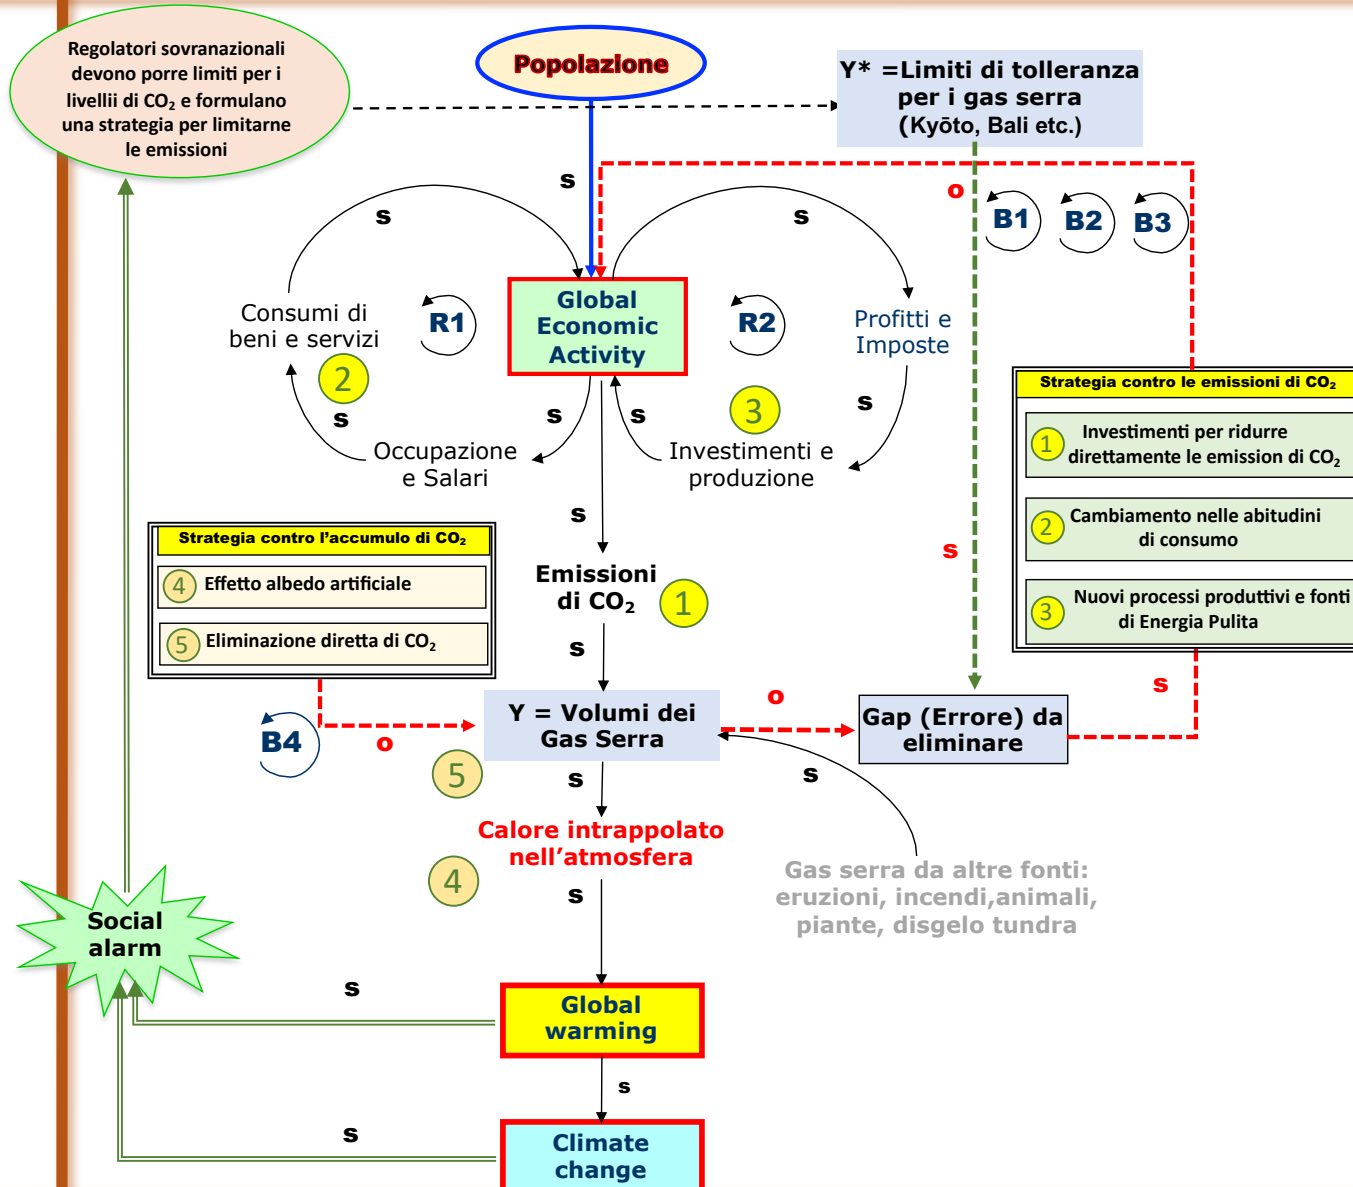 Regolatori sovranazionali
devono porre limiti per i
livellii di CO₂ e formulano
una strategia per limitarne
le emissioni
Popolazione
Y* =Limiti di tolleranza
per i gas serra
(Kyōto, Bali etc.)
s
o
s
s
B1
B2
B3
Consumi di
beni e servizi
R1
Global
Economic
Activity
R2
Profitti e
Imposte
2
3
s
s
s
s
Occupazione
e Salari
Investimenti e
produzione
Strategia contro le emissioni di CO₂
1
Investimenti per ridurre
direttamente le emission di CO₂
2
Cambiamento nelle abitudini
di consumo
3
Nuovi processi produttivi e fonti
di Energia Pulita
s
s
Strategia contro l'accumulo di CO₂
4
Effetto albedo artificiale
5
Eliminazione diretta di CO₂
Emissioni
di CO₂
1
s
s
B4
o
Y = Volumi dei
Gas Serra
o
Gap (Errore) da
eliminare
5
s
s
Calore intrappolato
nell'atmosfera
4
s
Gas serra da altre fonti:
eruzioni, incendi,animali,
piante, disgelo tundra
Social
alarm
s
Global
warming
s
s
Climate
change